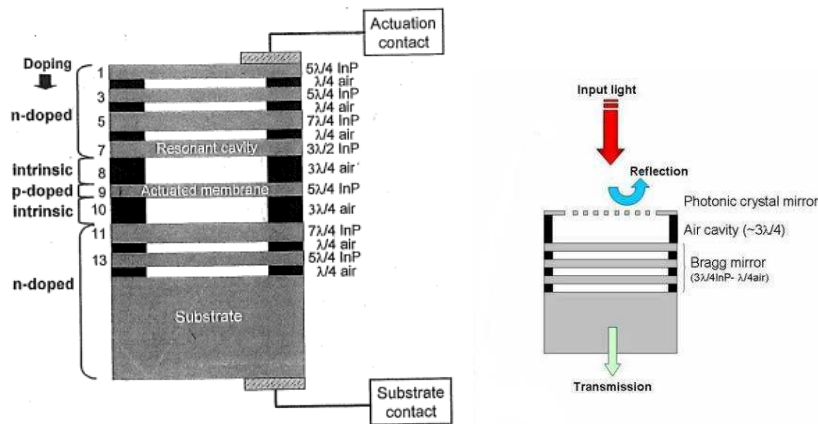 Actuation
contact
Doping
n-doped
intrinsic
p-doped
intrinsic
n-doped
1
3
5
7
8
9
10
11
13
5λ/4 InP
λ/4 air
5λ/4 InP
λ/4 air
7λ/4 InP
λ/4 air
3λ/2 InP
3λ/4 air
5λ/4 InP
3λ/4 air
7λ/4 InP
λ/4 air
5λ/4 InP
λ/4 air
Resonant cavity
Actuated membrane
Substrate
Substrate
contact
Input light
Reflection
Photonic crystal mirror
Air cavity (~3λ/4)
Bragg mirror
(3λ/4InP- λ/4air)
Transmission